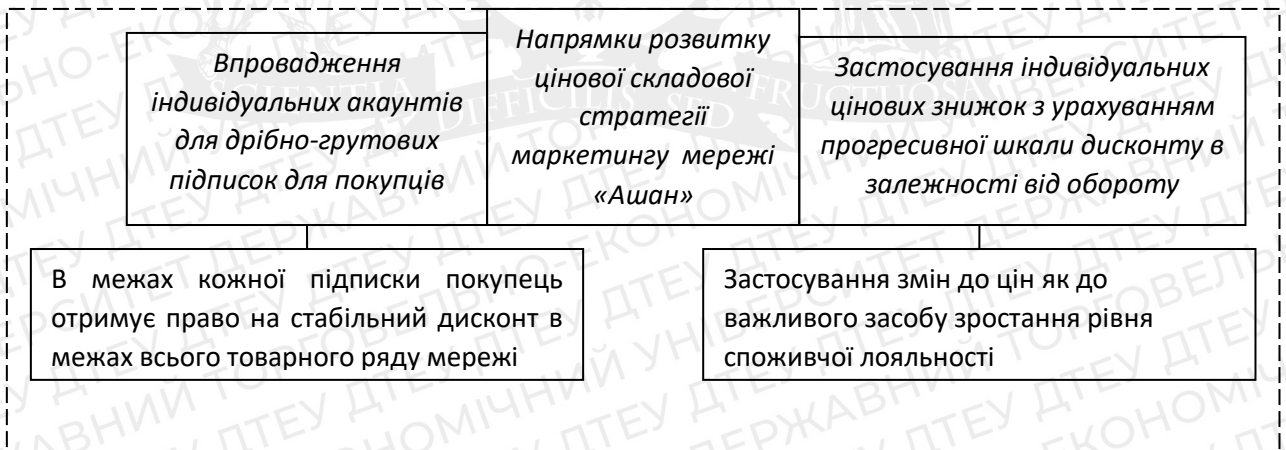 Впровадження
індивідуальних акаунтів
для дрібно-грутових
підписок для покупців
Напрямки розвитку
цінової складової
стратегії
маркетингу мережі
«Ашан»
Застосування індивідуальних
цінових знижок з урахуванням
прогресивної шкали дисконту в
залежності від обороту
В межах кожної підписки покупець
отримує право на стабільний дисконт в
межах всього товарного ряду мережі
Застосування змін до цін як до
важливого засобу зростання рівня
споживчої лояльності